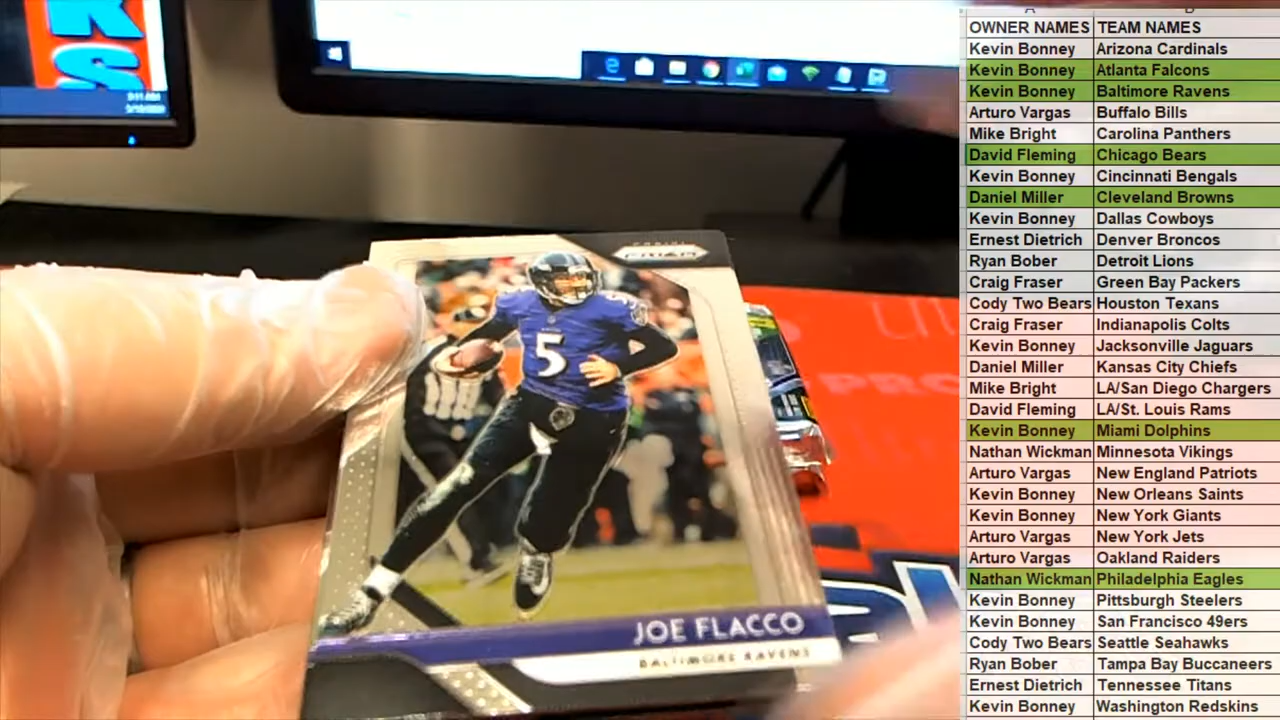 KS
PANINI
PRIZM
5
JOE FLACCO
BALTIMORE RAVENS
PRO
OWNER NAMES TEAM NAMES
Kevin Bonney Arizona Cardinals
Kevin Bonney Atlanta Falcons
Kevin Bonney Baltimore Ravens
Arturo Vargas Buffalo Bills
Mike Bright Carolina Panthers
David Fleming Chicago Bears
Kevin Bonney Cincinnati Bengals
Daniel Miller Cleveland Browns
Kevin Bonney Dallas Cowboys
Ernest Dietrich Denver Broncos
Ryan Bober Detroit Lions
Craig Fraser Green Bay Packers
Cody Two Bears Houston Texans
Craig Fraser Indianapolis Colts
Kevin Bonney Jacksonville Jaguars
Daniel Miller Kansas City Chiefs
Mike Bright LA/San Diego Chargers
David Fleming LA/St. Louis Rams
Kevin Bonney Miami Dolphins
Nathan Wickman Minnesota Vikings
Arturo Vargas New England Patriots
Kevin Bonney New Orleans Saints
Kevin Bonney New York Giants
Arturo Vargas New York Jets
Arturo Vargas Oakland Raiders
Nathan Wickman Philadelphia Eagles
Kevin Bonney Pittsburgh Steelers
Kevin Bonney San Francisco 49ers
Cody Two Bears Seattle Seahawks
Ryan Bober Tampa Bay Buccaneers
Ernest Dietrich Tennessee Titans
Kevin Bonney Washington Redskins